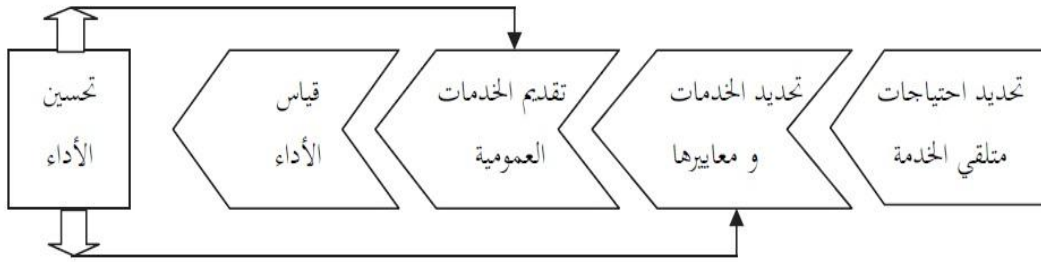 تحديد احتياجات
متلقي الخدمة
تحديد الخدمات
و معاييرها
تقديم الخدمات
العمومية
قياس
الأداء
تحسين
الأداء